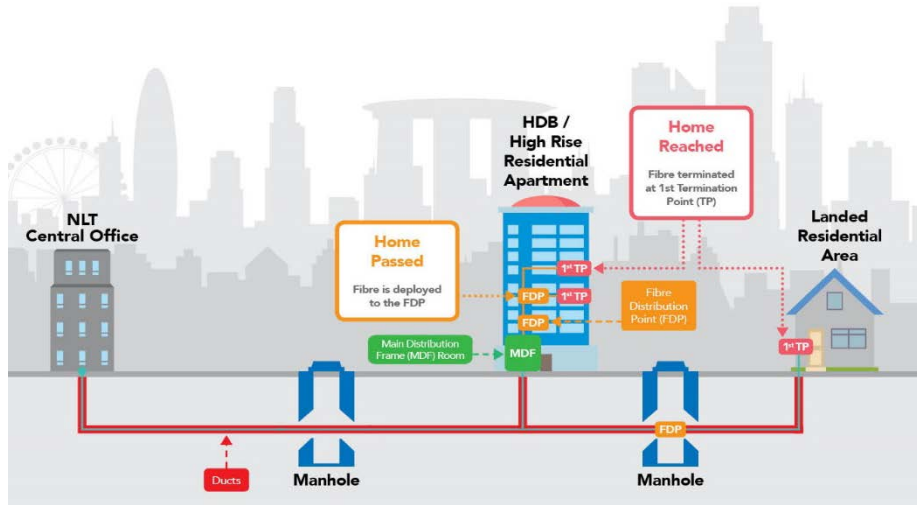 NLT
Central Office
Home
Passed
Fibre is deployed
to the FDP
Main Distribution
Frame (MDF) Room
HDB /
High Rise
Residential
Apartment
1st TP
FDP
1st TP
FDP
MDF
Fibre
Distribution
Point (FDP)
Home
Reached
Fibre terminated
at 1st Termination
Point (TP)
Landed
Residential
Area
1st TP
FDP
Ducts
Manhole
Manhole